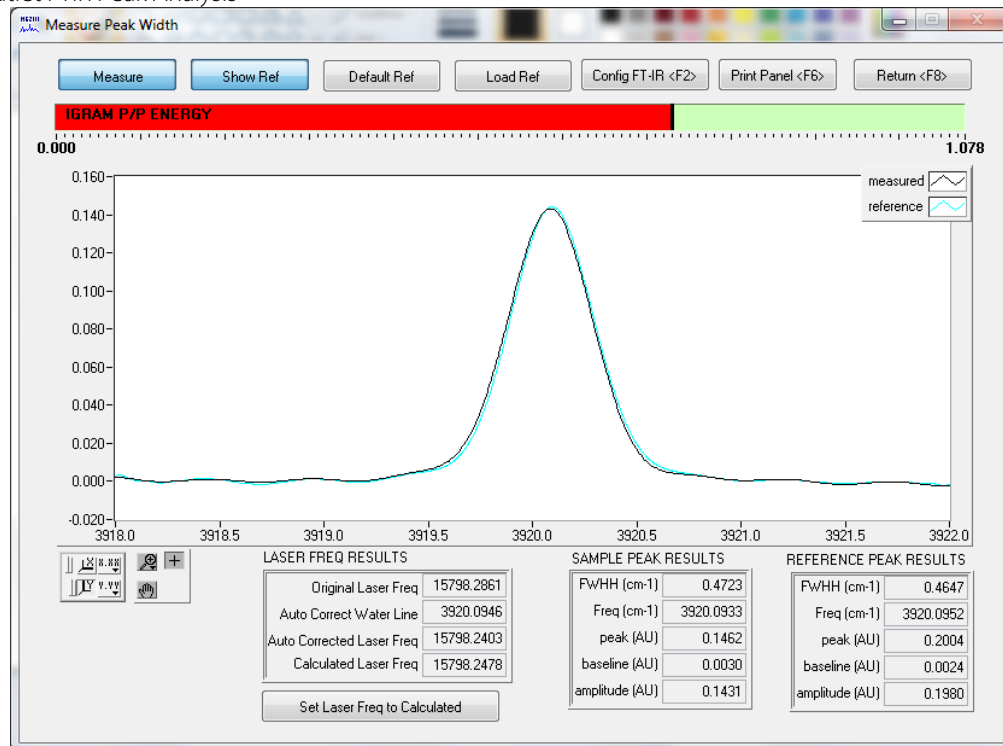 Measure Peak Width
Measure Show Ref Default Ref Load Ref Config FT-IR <F2> Print Panel <F6> Return <F8>
IGRAM P/P ENERGY
0.000 1.078
measured
reference
0.160
0.140
0.120
0.100
0.080
0.060
0.040
0.020
0.000
-0.020
3918.0 3918.5 3919.0 3919.5 3920.0 3920.5 3921.0 3921.5 3922.0
LASER FREQ RESULTS
Original Laser Freq 15798.2861
Auto Correct Water Line 3920.0946
Auto Corrected Laser Freq 15798.2403
Calculated Laser Freq 15798.2478
Set Laser Freq to Calculated
SAMPLE PEAK RESULTS
FWHH (cm-1) 0.4723
Freq (cm-1) 3920.0933
peak (AU) 0.1462
baseline (AU) 0.0030
amplitude (AU) 0.1431
REFERENCE PEAK RESULTS
FWHH (cm-1) 0.4647
Freq (cm-1) 3920.0952
peak (AU) 0.2004
baseline (AU) 0.0024
amplitude (AU) 0.1980